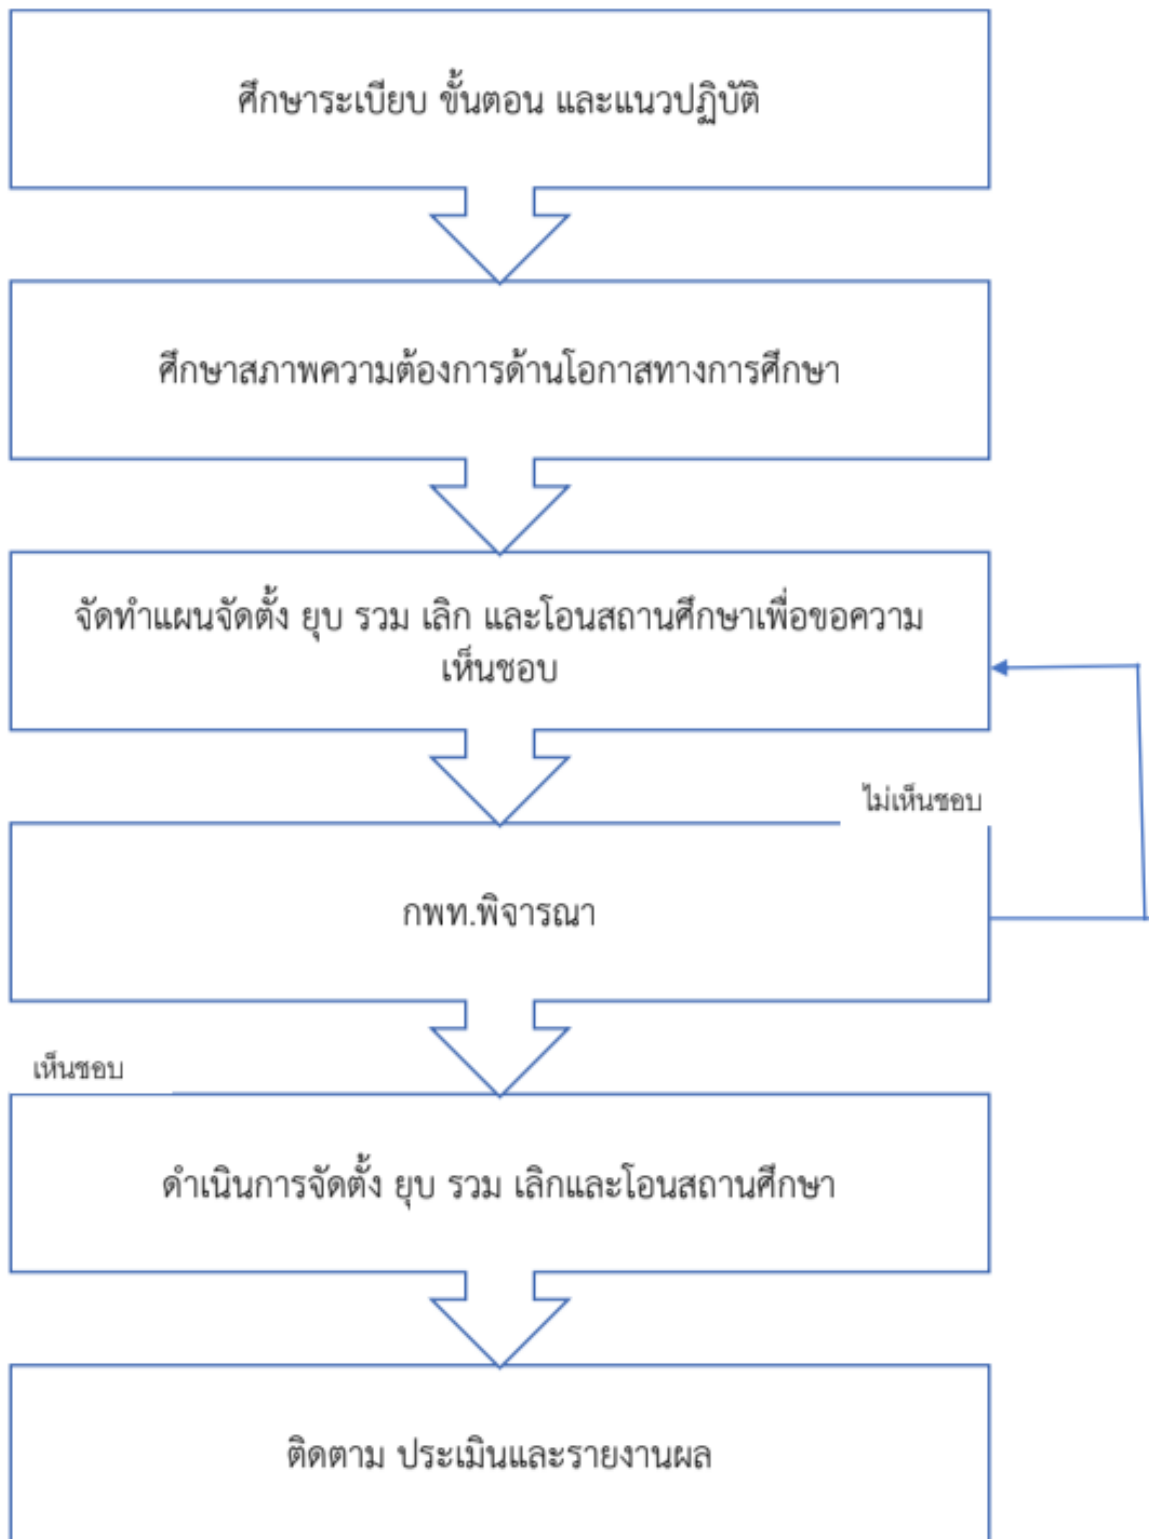 ศึกษาระเบียบ ขั้นตอน และแนวปฏิบัติ
ศึกษาสภาพความต้องการด้านโอกาสทางการศึกษา
จัดทำแผนจัดตั้ง ยุบ รวม เลิก และโอนสถานศึกษาเพื่อขอความ
เห็นชอบ
ไม่เห็นชอบ
กพท.พิจารณา
เห็นชอบ
ดำเนินการจัดตั้ง ยุบ รวม เลิกและโอนสถานศึกษา
ติดตาม ประเมินและรายงานผล